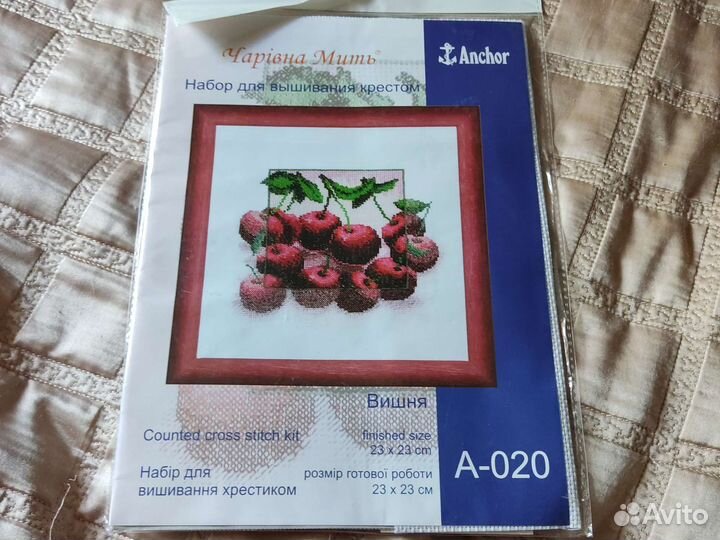 Чарівна Мить
Anchor
Набор для вышивания крестом
Вишня
Counted cross stitch kit
finished size
23 x 23 cm
Набір для
вишивання хрестиком
розмір готової роботи
23 x 23 см
A-020
Avito